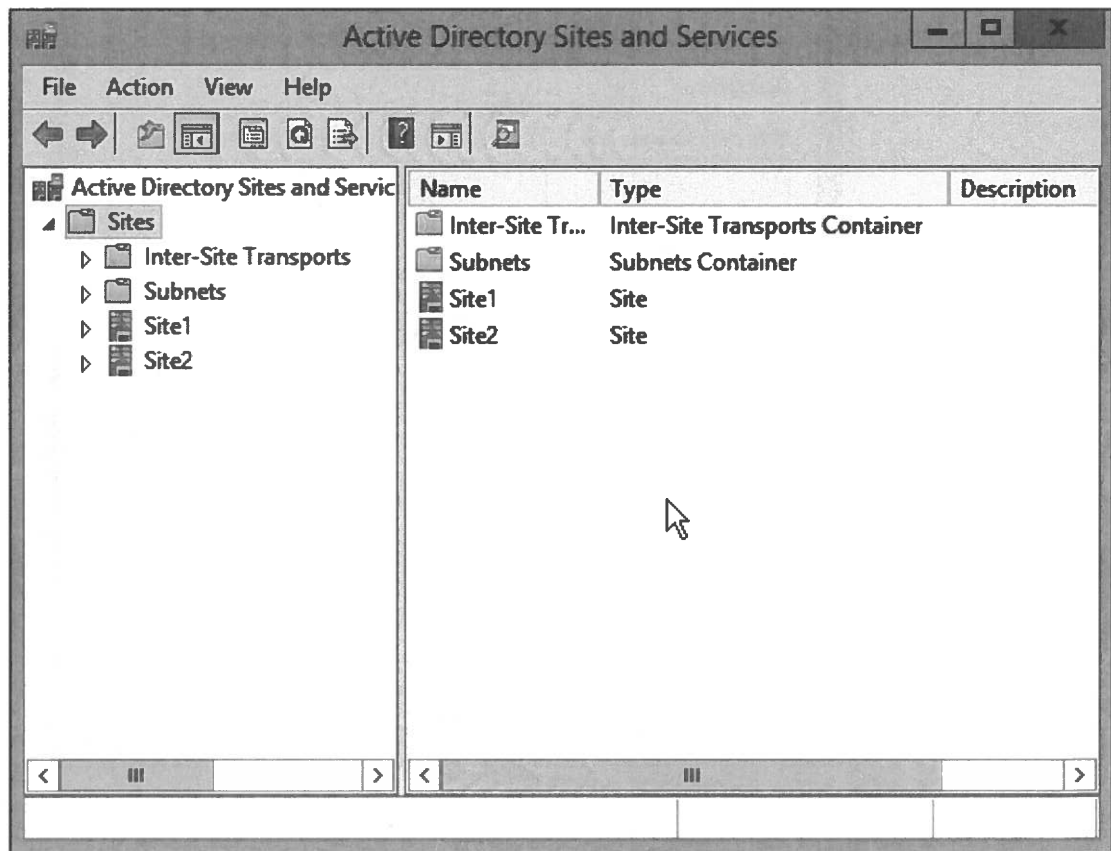 Active Directory Sites and Services
File Action View Help
Active Directory Sites and Servic
Sites
Inter-Site Transports
Subnets
Site1
Site2
Name Type Description
Inter-Site Tr... Inter-Site Transports Container
Subnets Subnets Container
Site1 Site
Site2 Site